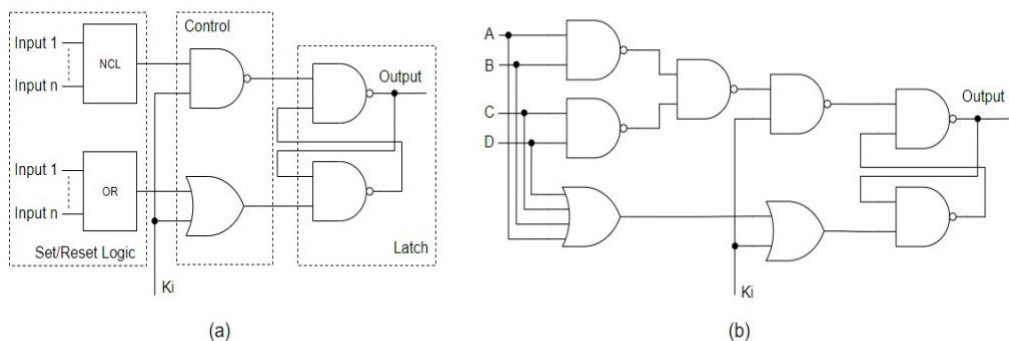 Control
Input 1
NCL
Input n
Output
Input 1
OR
Input n
Set/Reset Logic
Latch
Ki
(a)
A
B
C
D
Output
Ki
(b)